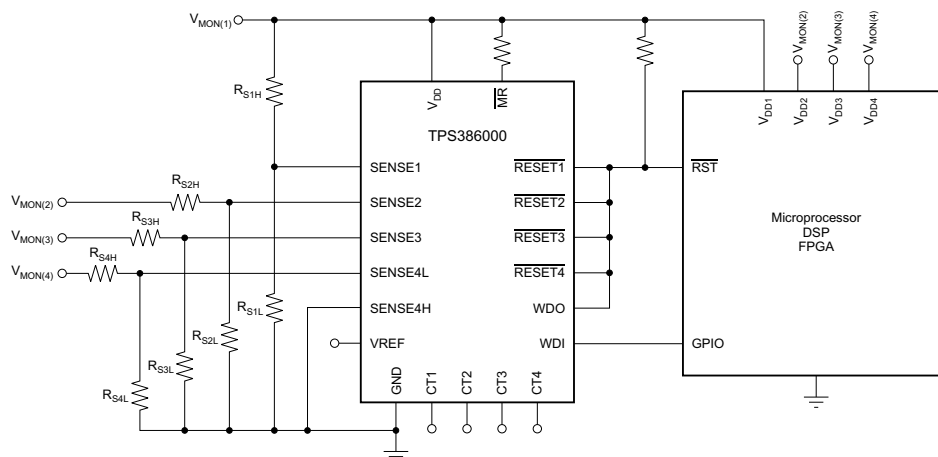 VMON(1)
VMON(2)
VMON(3)
VMON(4)
RS1H
VDD
MR
VDD1
VDD2
VDD3
VDD4
TPS386000
SENSE1
RESET1
RST
VMON(2)
RS2H
SENSE2
RESET2
VMON(3)
RS3H
SENSE3
RESET3
Microprocessor
DSP
FPGA
VMON(4)
RS4H
SENSE4L
RESET4
SENSE4H
WDO
RS1L
RS2L
RS3L
RS4L
VREF
WDI
GPIO
GND
CT1
CT2
CT3
CT4